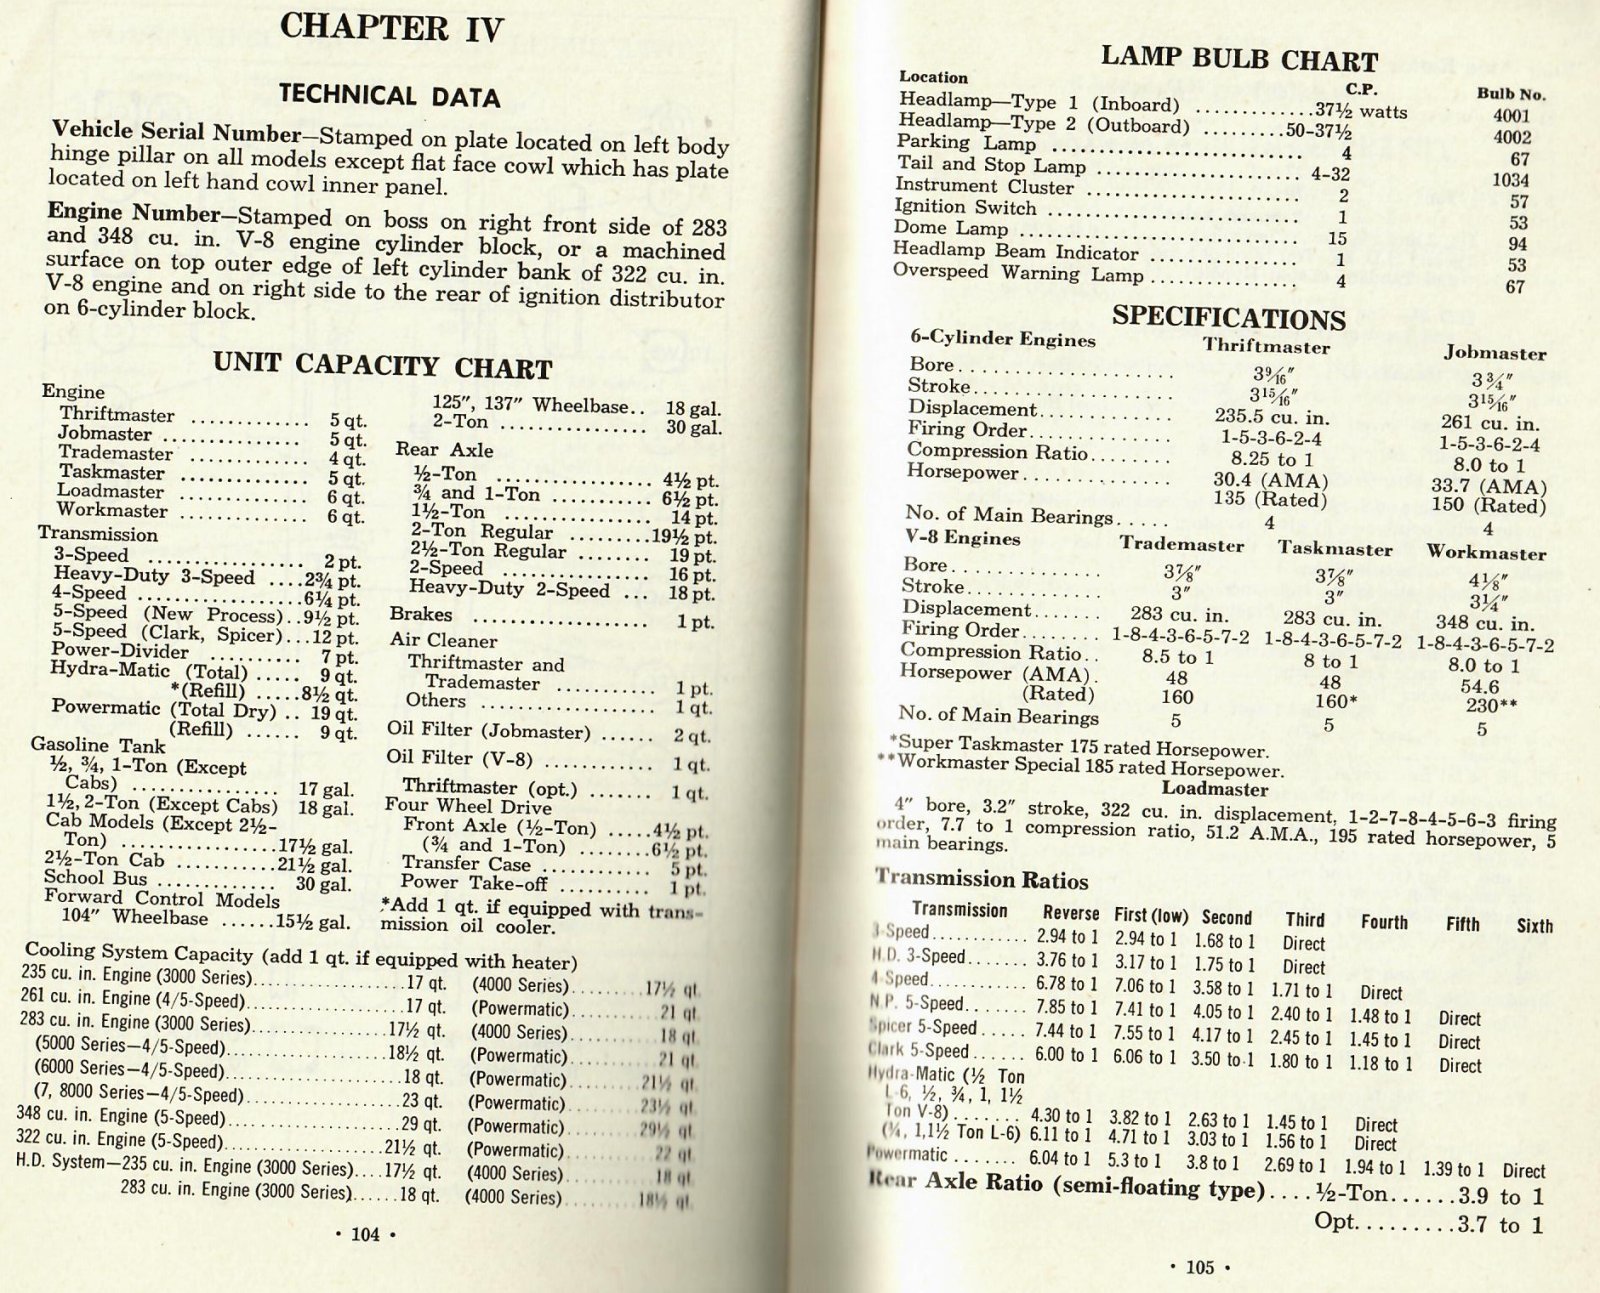 CHAPTER IV
TECHNICAL DATA
Vehicle Serial Number—Stamped on plate located on left body
hinge pillar on all models except flat face cowl which has plate
located on left hand cowl inner panel.
Engine Number—Stamped on boss on right front side of 283
and 348 cu. in. V-8 engine cylinder block, or a machined
surface on top outer edge of left cylinder bank of 322 cu. in.
V-8 engine and on right side to the rear of ignition distributor
on 6-cylinder block.
UNIT CAPACITY CHART
Engine
Thriftmaster ............. 5 qt.
Jobmaster ............... 5 qt.
Trademaster ............. 4 qt.
Taskmaster .............. 5 qt.
Loadmaster .............. 6 qt.
Workmaster .............. 6 qt.
Transmission
3-Speed ................. 2 pt.
Heavy-Duty 3-Speed ....2¾ pt.
4-Speed ..................6¼ pt.
5-Speed (New Process)..9½ pt.
5-Speed (Clark, Spicer)...12 pt.
Power-Divider .......... 7 pt.
Hydra-Matic (Total) ..... 9 qt.
*(Refill) .....8½ qt.
Powermatic (Total Dry) .. 19 qt.
(Refill) ...... 9 qt.
Gasoline Tank
½, ¾, 1-Ton (Except
Cabs) ................ 17 gal.
1½, 2-Ton (Except Cabs) 18 gal.
Cab Models (Except 2½-
Ton) .................17½ gal.
2½-Ton Cab ...........21½ gal.
School Bus ............. 30 gal.
Forward Control Models
104″ Wheelbase ......15½ gal.
125″, 137″ Wheelbase.. 18 gal.
2-Ton ................ 30 gal.
Rear Axle
½-Ton ................. 4½ pt.
¾ and 1-Ton ........... 6½ pt.
1½-Ton ................ 14 pt.
2-Ton Regular .........19½ pt.
2½-Ton Regular ........ 19 pt.
2-Speed ................ 16 pt.
Heavy-Duty 2-Speed ... 18 pt.
Brakes ................... 1 pt.
Air Cleaner
Thriftmaster and
Trademaster ........... 1 pt.
Others ................... 1 qt.
Oil Filter (Jobmaster) ...... 2 qt.
Oil Filter (V-8) ............ 1 qt.
Thriftmaster (opt.) ....... 1 qt.
Four Wheel Drive
Front Axle (½-Ton) .....4½ pt.
(¾ and 1-Ton) ........6½ pt.
Transfer Case ............ 5 pt.
Power Take-off .......... 1 pt.
*Add 1 qt. if equipped with trans-
mission oil cooler.
Cooling System Capacity (add 1 qt. if equipped with heater)
235 cu. in. Engine (3000 Series)....................17 qt. (4000 Series).........17½ qt.
261 cu. in. Engine (4/5-Speed)......................17 qt. (Powermatic)..........21 qt.
283 cu. in. Engine (3000 Series)....................17½ qt. (4000 Series).........18 qt.
(5000 Series—4/5-Speed).......................18½ qt. (Powermatic)..........21 qt.
(6000 Series—4/5-Speed).......................18 qt. (Powermatic)..........21½ qt.
(7, 8000 Series—4/5-Speed)....................23 qt. (Powermatic)..........23½ qt.
348 cu. in. Engine (5-Speed)........................29 qt. (Powermatic)..........29½ qt.
322 cu. in. Engine (5-Speed)........................21½ qt. (Powermatic)..........22 qt.
H.D. System—235 cu. in. Engine (3000 Series)....17½ qt. (4000 Series).........18 qt.
283 cu. in. Engine (3000 Series)......18 qt. (4000 Series).........18½ qt.
• 104 •
LAMP BULB CHART
Location C.P. Bulb No.
Headlamp—Type 1 (Inboard) .............37½ watts 4001
Headlamp—Type 2 (Outboard) .........50-37½ 4002
Parking Lamp ............................ 4 67
Tail and Stop Lamp ...................... 4-32 1034
Instrument Cluster ....................... 2 57
Ignition Switch ........................... 1 53
Dome Lamp .............................. 15 94
Headlamp Beam Indicator ................ 1 53
Overspeed Warning Lamp ................ 4 67
SPECIFICATIONS
6-Cylinder Engines Thriftmaster Jobmaster
Bore..................... 3 9/16″ 3 ¾″
Stroke................... 3 15/16″ 3 15/16″
Displacement............ 235.5 cu. in. 261 cu. in.
Firing Order.............. 1-5-3-6-2-4 1-5-3-6-2-4
Compression Ratio........ 8.25 to 1 8.0 to 1
Horsepower.............. 30.4 (AMA) 33.7 (AMA)
135 (Rated) 150 (Rated)
No. of Main Bearings..... 4 4
V-8 Engines Trademaster Taskmaster Workmaster
Bore.............. 3⅞″ 3⅞″ 4⅛″
Stroke............. 3″ 3″ 3¼″
Displacement....... 283 cu. in. 283 cu. in. 348 cu. in.
Firing Order........ 1-8-4-3-6-5-7-2 1-8-4-3-6-5-7-2 1-8-4-3-6-5-7-2
Compression Ratio.. 8.5 to 1 8 to 1 8.0 to 1
Horsepower (AMA). 48 48 54.6
(Rated) 160 160* 230**
No. of Main Bearings 5 5 5
*Super Taskmaster 175 rated Horsepower.
**Workmaster Special 185 rated Horsepower.
Loadmaster
4″ bore, 3.2″ stroke, 322 cu. in. displacement, 1-2-7-8-4-5-6-3 firing
order, 7.7 to 1 compression ratio, 51.2 A.M.A., 195 rated horsepower, 5
main bearings.
Transmission Ratios
Transmission Reverse First (low) Second Third Fourth Fifth Sixth
3-Speed............ 2.94 to 1 2.94 to 1 1.68 to 1 Direct
H.D. 3-Speed....... 3.76 to 1 3.17 to 1 1.75 to 1 Direct
4-Speed............ 6.78 to 1 7.06 to 1 3.58 to 1 1.71 to 1 Direct
N.P. 5-Speed........ 7.85 to 1 7.41 to 1 4.05 to 1 2.40 to 1 1.48 to 1 Direct
Spicer 5-Speed..... 7.44 to 1 7.55 to 1 4.17 to 1 2.45 to 1 1.45 to 1 Direct
Clark 5-Speed...... 6.00 to 1 6.06 to 1 3.50 to 1 1.80 to 1 1.18 to 1 Direct
Hydra-Matic (½ Ton
L-6, ½, ¾, 1, 1½
Ton V-8)........ 4.30 to 1 3.82 to 1 2.63 to 1 1.45 to 1 Direct
(¾, 1,1½ Ton L-6) 6.11 to 1 4.71 to 1 3.03 to 1 1.56 to 1 Direct
Powermatic ....... 6.04 to 1 5.3 to 1 3.8 to 1 2.69 to 1 1.94 to 1 1.39 to 1 Direct
Rear Axle Ratio (semi-floating type)....½-Ton......3.9 to 1
Opt.........3.7 to 1
• 105 •